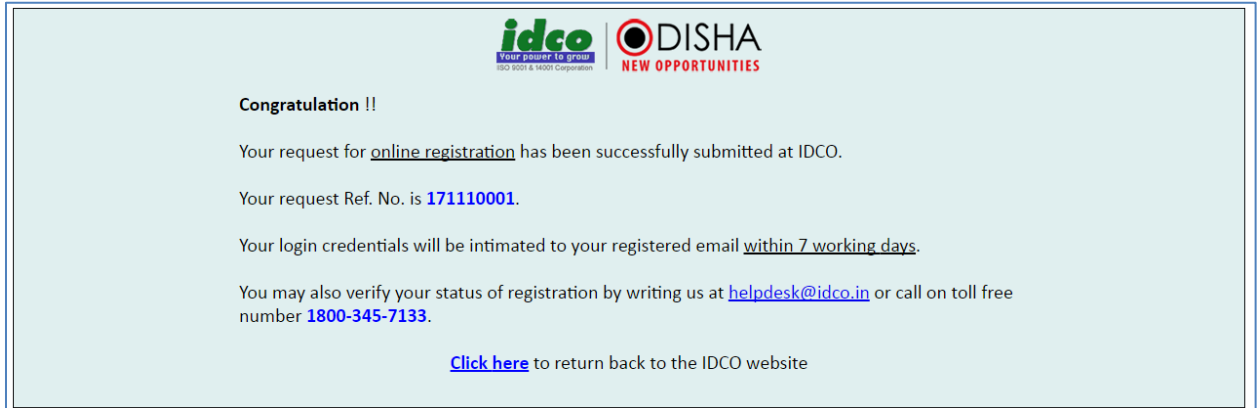 idco
Your power to grow
ISO 9001 & 14001 Corporation
ODISHA
NEW OPPORTUNITIES
Congratulation !!
Your request for online registration has been successfully submitted at IDCO.
Your request Ref. No. is 171110001.
Your login credentials will be intimated to your registered email within 7 working days.
You may also verify your status of registration by writing us at helpdesk@idco.in or call on toll free
number 1800-345-7133.
Click here to return back to the IDCO website